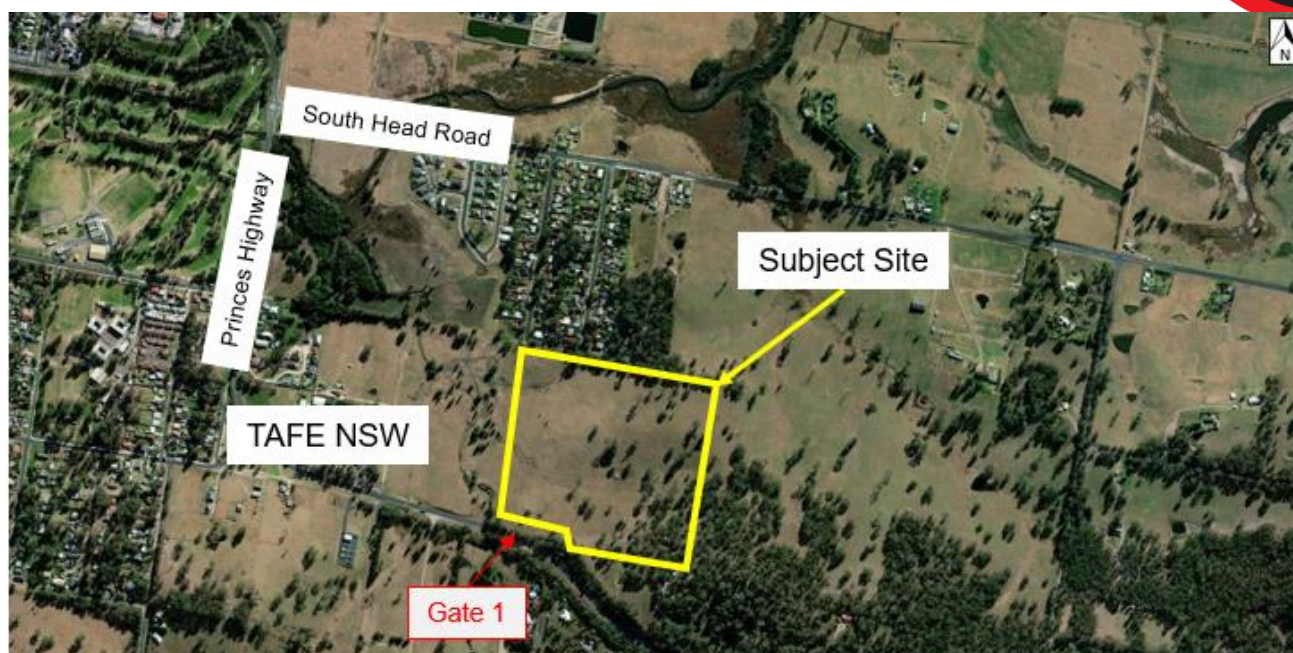 N
South Head Road
Princes Highway
Subject Site
TAFE NSW
Gate 1